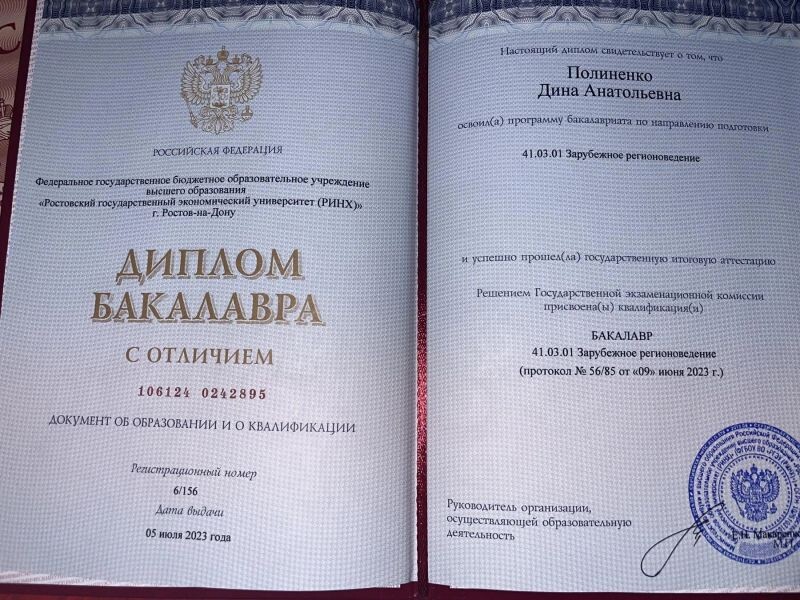 РОССИЙСКАЯ ФЕДЕРАЦИЯ
Федеральное государственное бюджетное образовательное учреждение
высшего образования
«Ростовский государственный экономический университет (РИНХ)»
г. Ростов-на-Дону
ДИПЛОМ
БАКАЛАВРА
С ОТЛИЧИЕМ
106124 0242895
ДОКУМЕНТ ОБ ОБРАЗОВАНИИ И О КВАЛИФИКАЦИИ
Регистрационный номер
6/156
Дата выдачи
05 июля 2023 года
Настоящий диплом свидетельствует о том, что
Полиненко
Дина Анатольевна
освоил(а) программу бакалавриата по направлению подготовки
41.03.01 Зарубежное регионоведение
и успешно прошел(ла) государственную итоговую аттестацию
Решением Государственной экзаменационной комиссии
присвоена(ы) квалификация(и)
БАКАЛАВР
41.03.01 Зарубежное регионоведение
(протокол № 56/85 от «09» июня 2023 г.)
Руководитель организации,
осуществляющей образовательную
деятельность